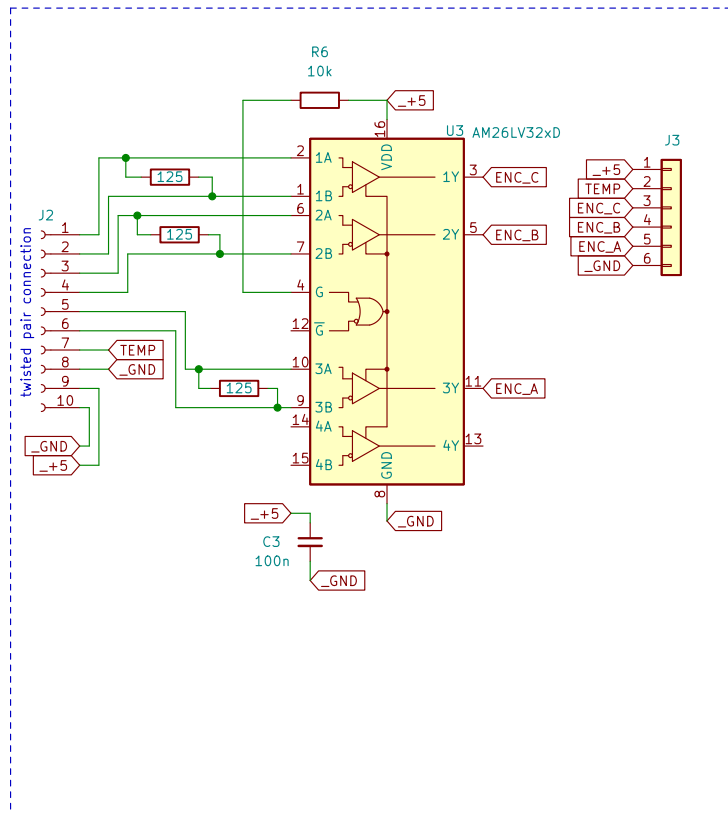 R6
10k
_+5
16
U3 AM26LV32xD
VDD
J3
2 1A
125
1 1B
1Y 3 ENC_C
6 2A
125
7 2B
2Y 5 ENC_B
_+5 1
TEMP 2
ENC_C 3
ENC_B 4
ENC_A 5
_GND 6
J2
twisted pair connection
1
2
3
4
5
6
7 TEMP
8 _GND
9
10
_GND
_+5
4 G
12 G
10 3A
125
9 3B
3Y 11 ENC_A
14 4A
15 4B
4Y 13
GND
8
_GND
_+5
C3
100n
_GND